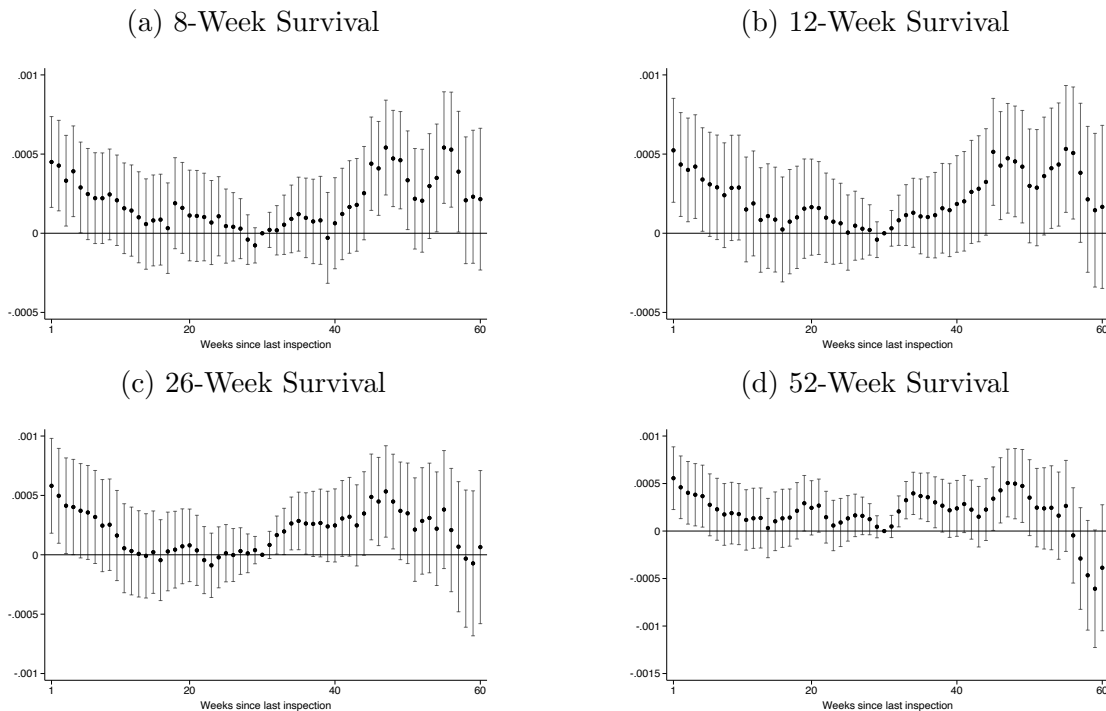 (a) 8-Week Survival
.001
.0005
0
-.0005
1 20 40 60
Weeks since last inspection
(b) 12-Week Survival
.001
.0005
0
-.0005
1 20 40 60
Weeks since last inspection
(c) 26-Week Survival
.001
.0005
0
-.0005
-.001
1 20 40 60
Weeks since last inspection
(d) 52-Week Survival
.001
.0005
0
-.0005
-.001
-.0015
1 20 40 60
Weeks since last inspection